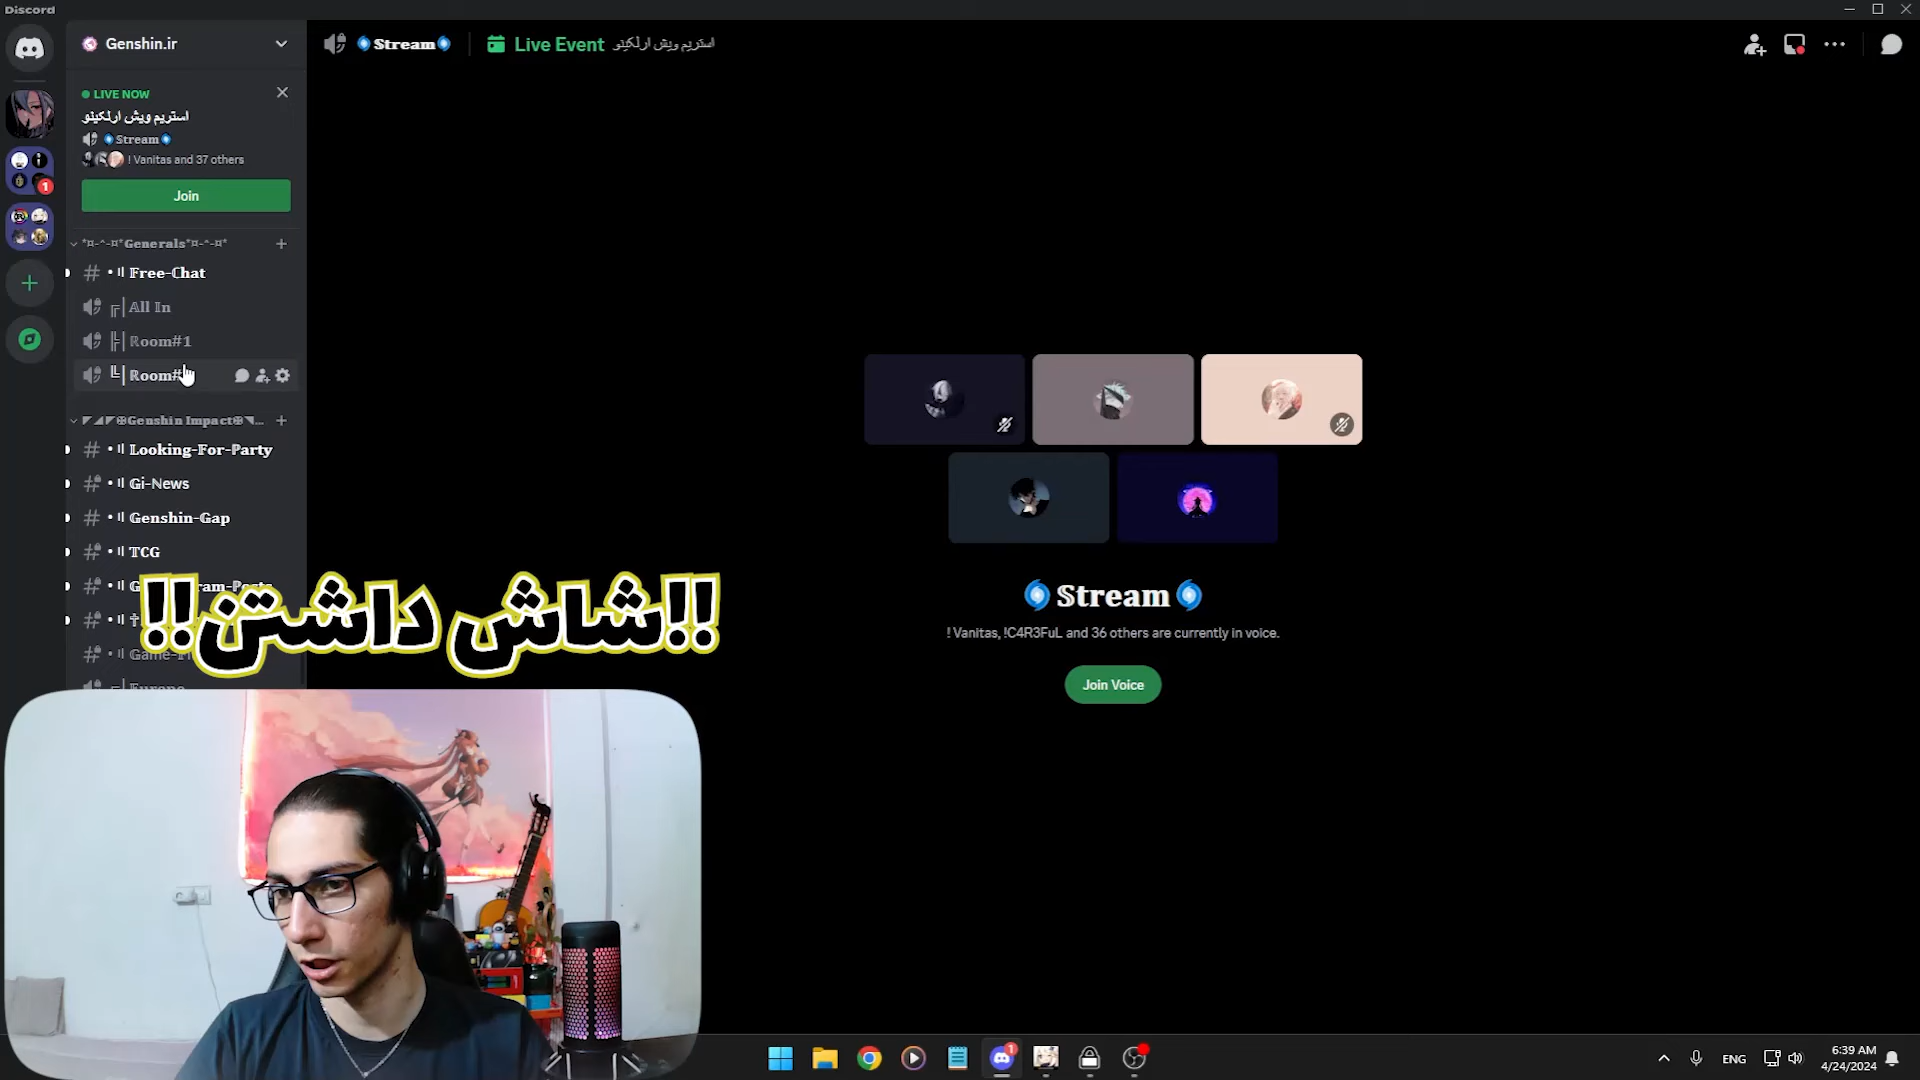 Discord
Genshin.ir
LIVE NOW
استریم ویش ارلکینو
Stream
! Vanitas and 37 others
Join
*¤-^-¤*Generals*¤-^-¤*
Free-Chat
All In
Room#1
Room#
Genshin Impact
Looking-For-Party
Gi-News
Genshin-Gap
TCG
Stream
Live Event
استریم ویش ارلکینو
!!شاش داشتن!!
Stream
! Vanitas, !C4R3FuL and 36 others are currently in voice.
Join Voice
1
1
ENG
6:39 AM
4/24/2024